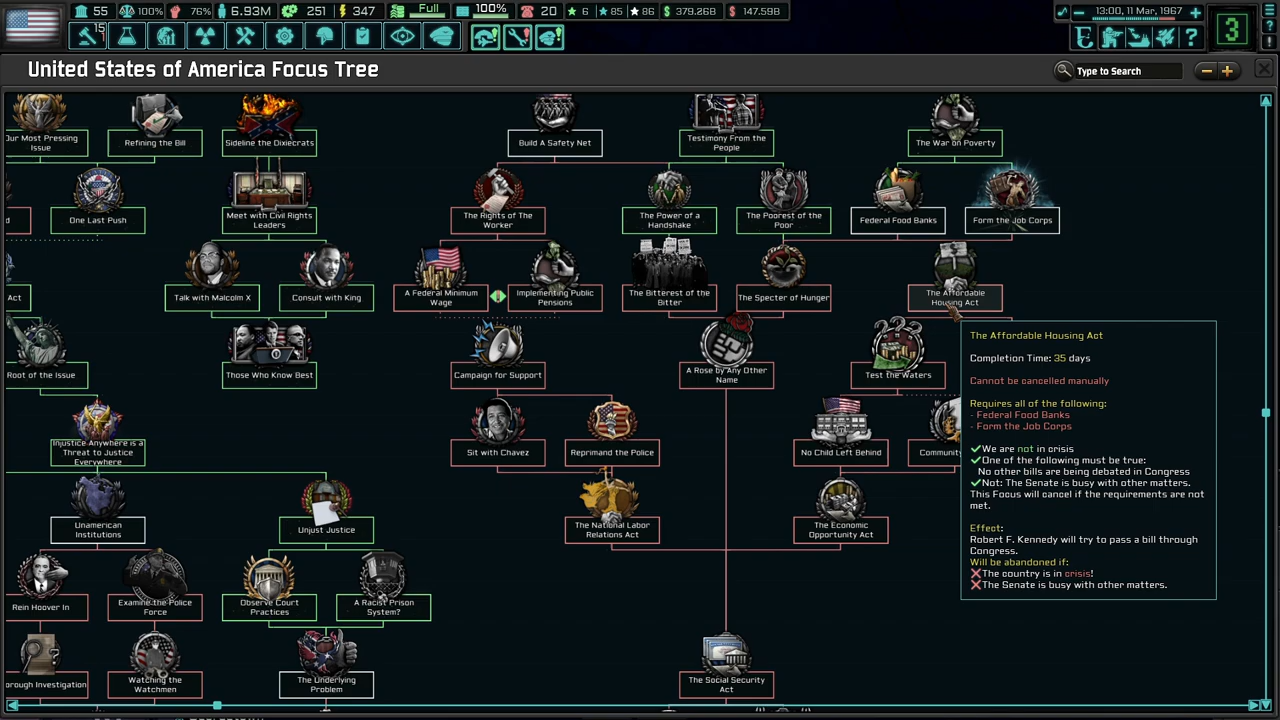 55 100% 76% 6.93M 251 347 Full 100% 20 6 85 86 $ 379.26B $ 147.59B 13:00, 11 Mar, 1967 3
15
United States of America Focus Tree
Type to Search
Our Most Pressing
Issue
Refining the Bill
Sideline the Dixiecrats
Build A Safety Net
Testimony From the
People
The War on Poverty
One Last Push
Meet with Civil Rights
Leaders
The Rights of The
Worker
The Power of a
Handshake
The Poorest of the
Poor
Federal Food Banks
Form the Job Corps
Act
Talk with Malcolm X
Consult with King
A Federal Minimum
Wage
Implementing Public
Pensions
The Bitterest of the
Bitter
The Specter of Hunger
The Affordable
Housing Act
Root of the Issue
Those Who Know Best
Campaign for Support
A Rose by Any Other
Name
Test the Waters
Injustice Anywhere is a
Threat to Justice
Everywhere
Sit with Chavez
Reprimand the Police
No Child Left Behind
Community
Unamerican
Institutions
Unjust Justice
The National Labor
Relations Act
The Economic
Opportunity Act
Rein Hoover In
Examine the Police
Force
Observe Court
Practices
A Racist Prison
System?
orough Investigation
Watching the
Watchmen
The Underlying
Problem
The Social Security
Act
The Affordable Housing Act
Completion Time: 35 days
Cannot be cancelled manually
Requires all of the following:
- Federal Food Banks
- Form the Job Corps
We are not in crisis
One of the following must be true:
No other bills are being debated in Congress
Not: The Senate is busy with other matters.
This Focus will cancel if the requirements are not
met.
Effect:
Robert F. Kennedy will try to pass a bill through
Congress.
Will be abandoned if:
The country is in crisis!
The Senate is busy with other matters.